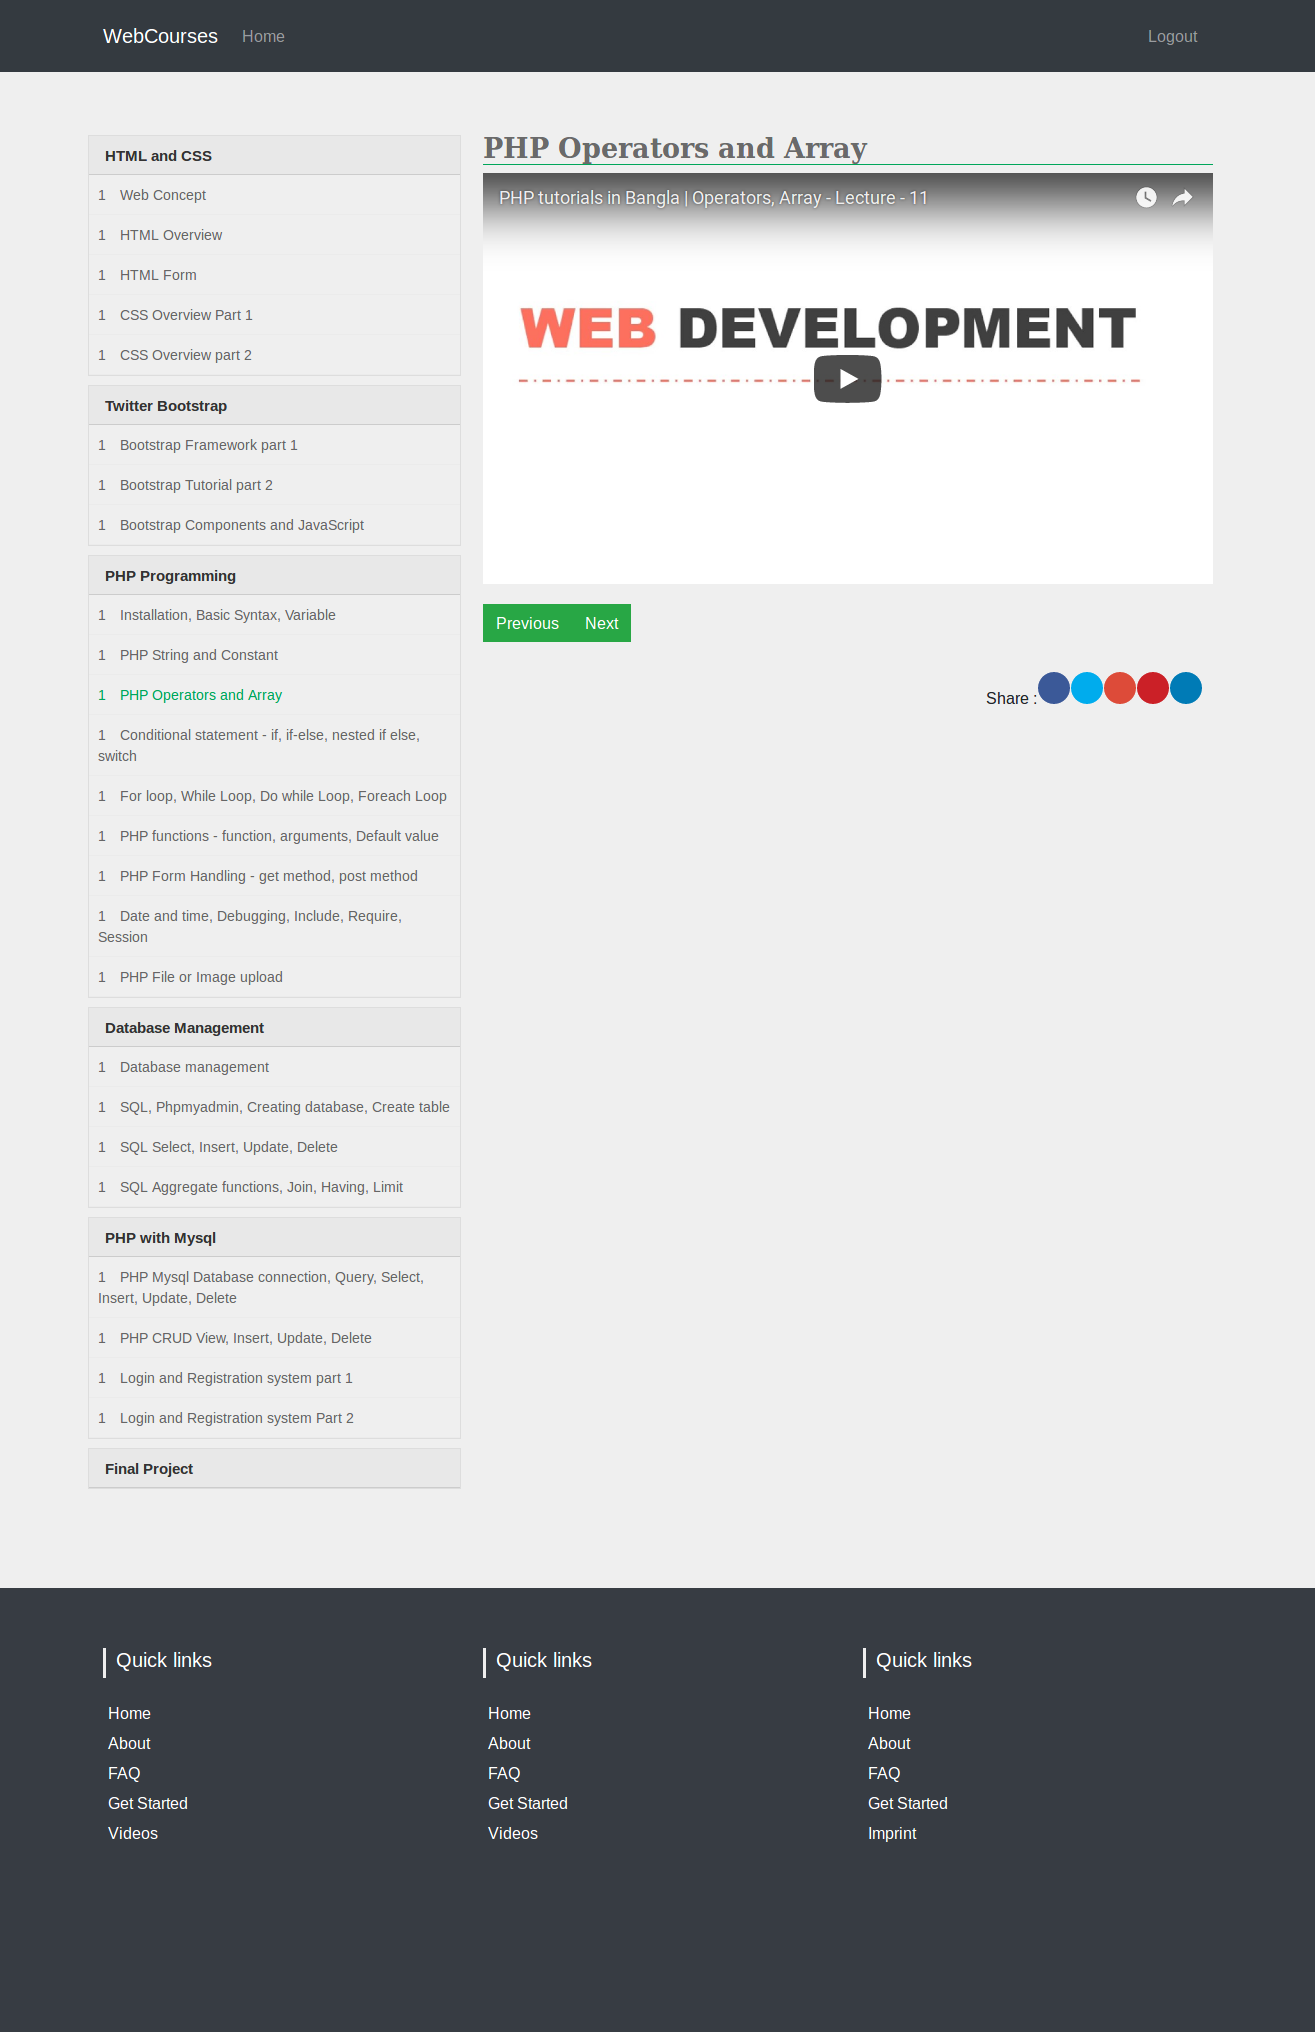 WebCourses Home Logout
HTML and CSS
1 Web Concept
1 HTML Overview
1 HTML Form
1 CSS Overview Part 1
1 CSS Overview part 2
Twitter Bootstrap
1 Bootstrap Framework part 1
1 Bootstrap Tutorial part 2
1 Bootstrap Components and JavaScript
PHP Programming
1 Installation, Basic Syntax, Variable
1 PHP String and Constant
1 PHP Operators and Array
1 Conditional statement - if, if-else, nested if else,
switch
1 For loop, While Loop, Do while Loop, Foreach Loop
1 PHP functions - function, arguments, Default value
1 PHP Form Handling - get method, post method
1 Date and time, Debugging, Include, Require,
Session
1 PHP File or Image upload
Database Management
1 Database management
1 SQL, Phpmyadmin, Creating database, Create table
1 SQL Select, Insert, Update, Delete
1 SQL Aggregate functions, Join, Having, Limit
PHP with Mysql
1 PHP Mysql Database connection, Query, Select,
Insert, Update, Delete
1 PHP CRUD View, Insert, Update, Delete
1 Login and Registration system part 1
1 Login and Registration system Part 2
Final Project
PHP Operators and Array
PHP tutorials in Bangla | Operators, Array - Lecture - 11
WEB DEVELOPMENT
Previous Next
Share :
Quick links
Home
About
FAQ
Get Started
Videos
Quick links
Home
About
FAQ
Get Started
Videos
Quick links
Home
About
FAQ
Get Started
Imprint